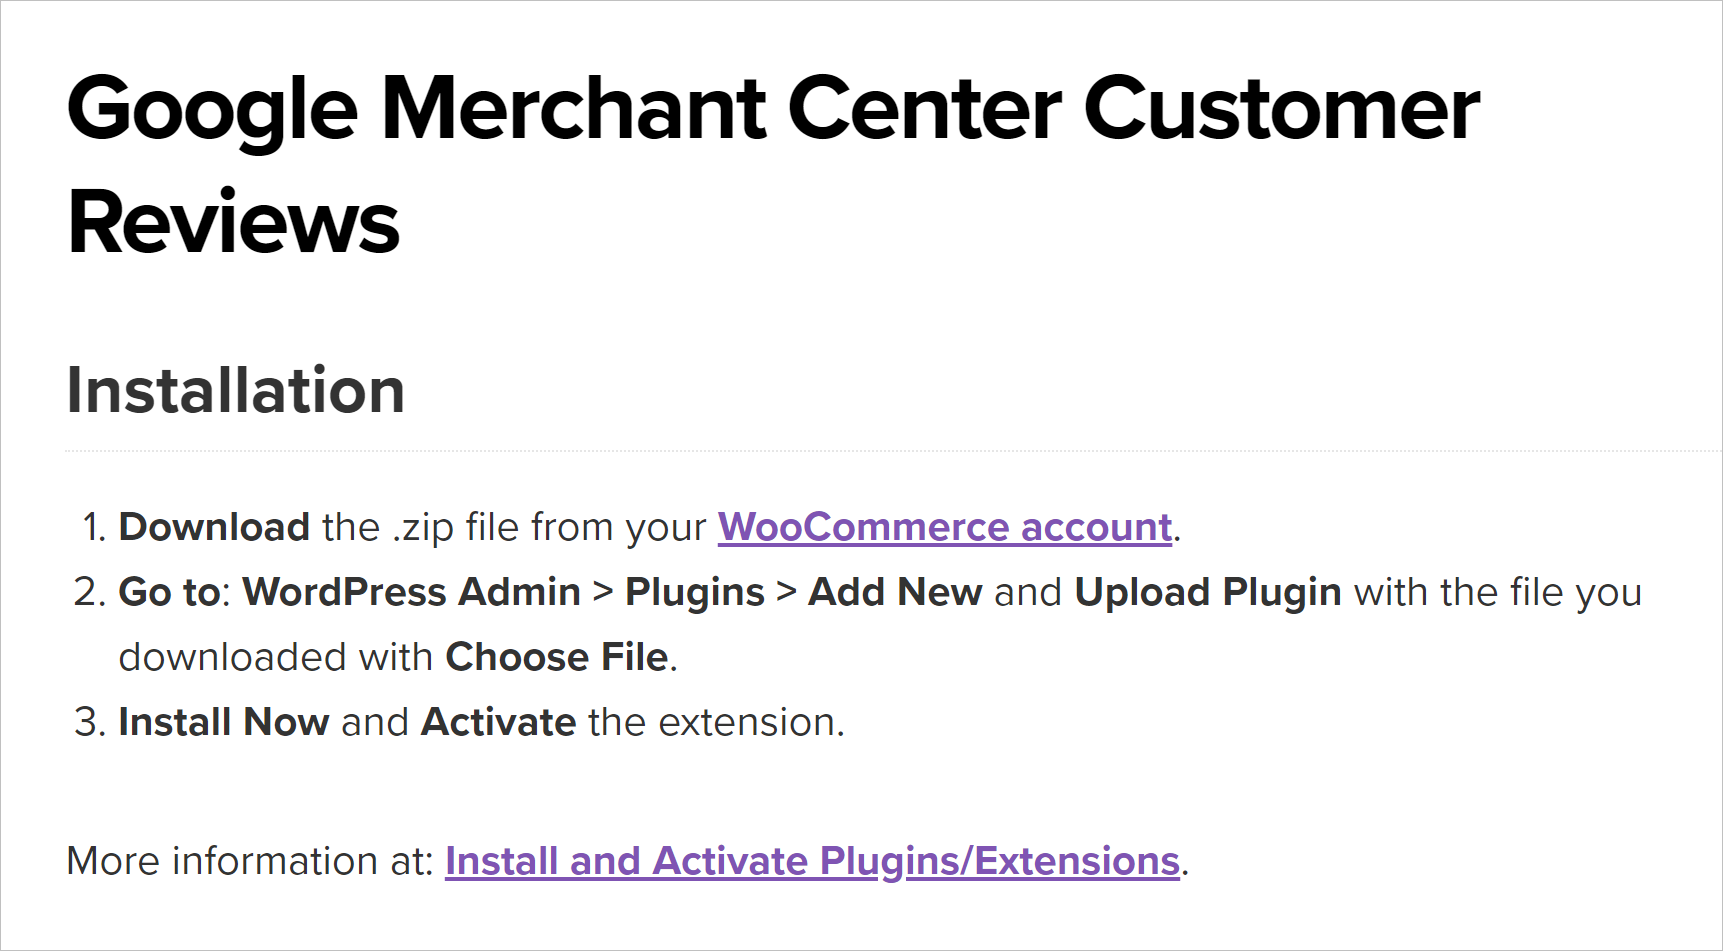 Google Merchant Center Customer
Reviews
Installation
1. Download the .zip file from your WooCommerce account.
2. Go to: WordPress Admin > Plugins > Add New and Upload Plugin with the file you
downloaded with Choose File.
3. Install Now and Activate the extension.
More information at: Install and Activate Plugins/Extensions.